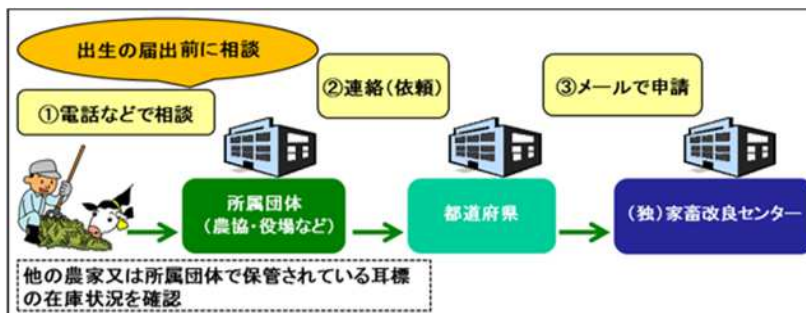 出生の届出前に相談
①電話などで相談
②連絡(依頼)
③メールで申請
所属団体
(農協・役場など)
都道府県
(独)家畜改良センター
他の農家又は所属団体で保管されている耳標
の在庫状況を確認